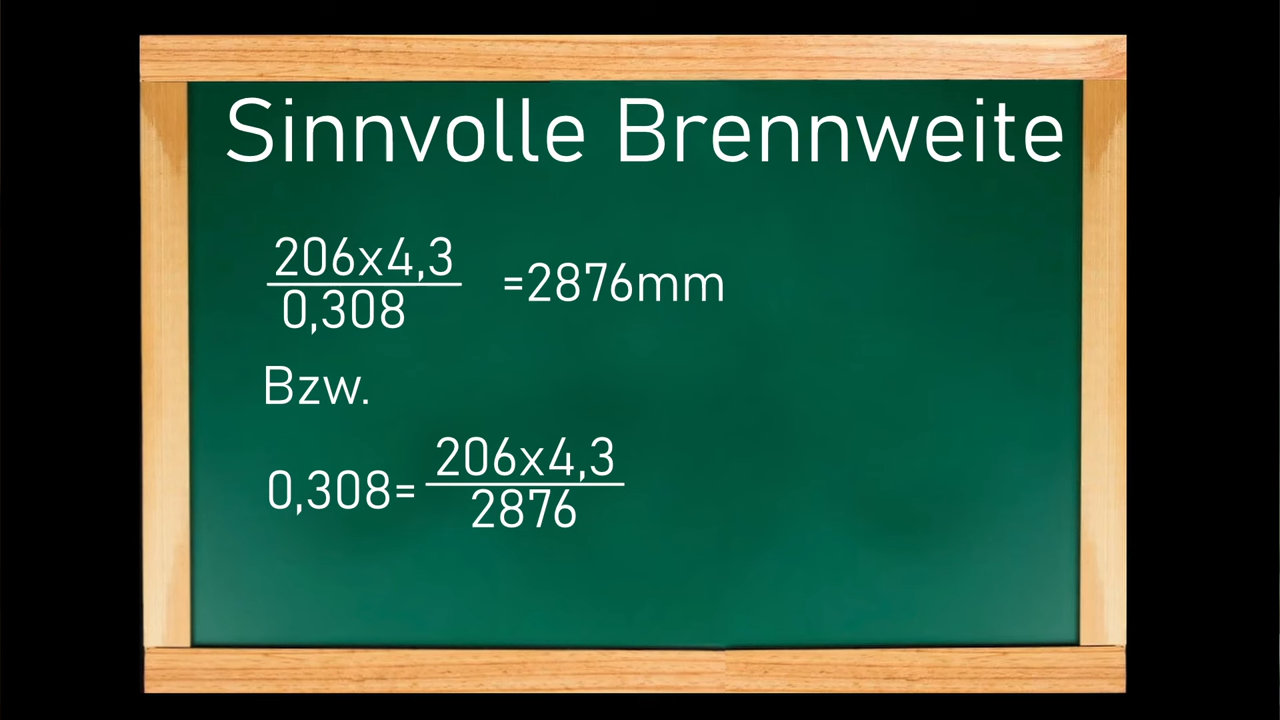 Sinnvolle Brennweite
206x4,3
0,308
=2876mm
Bzw.
0,308=
206x4,3
2876